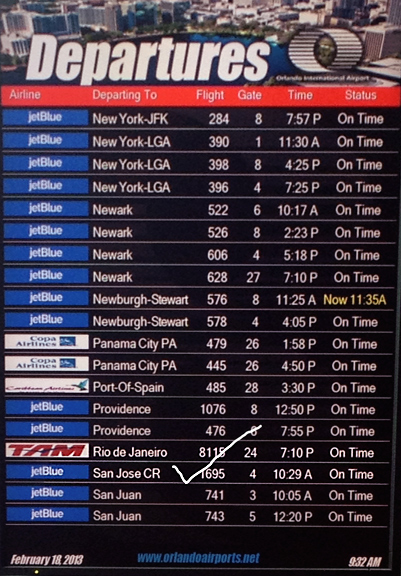 Departures
Orlando International Airport
Airline Departing To Flight Gate Time Status
jetBlue New York-JFK 284 8 7:57 P On Time
jetBlue New York-LGA 390 1 11:30 A On Time
jetBlue New York-LGA 398 8 4:25 P On Time
jetBlue New York-LGA 396 4 7:25 P On Time
jetBlue Newark 522 6 10:17 A On Time
jetBlue Newark 526 8 2:23 P On Time
jetBlue Newark 606 4 5:18 P On Time
jetBlue Newark 628 27 7:10 P On Time
jetBlue Newburgh-Stewart 576 8 11:25 A Now 11:35A
jetBlue Newburgh-Stewart 578 4 4:05 P On Time
Copa Airlines Panama City PA 479 26 1:58 P On Time
Copa Airlines Panama City PA 445 26 4:50 P On Time
Caribbean Airlines Port-Of-Spain 485 28 3:30 P On Time
jetBlue Providence 1076 8 12:50 P On Time
jetBlue Providence 476 6 7:55 P On Time
TAM Rio de Janeiro 8115 24 7:10 P On Time
jetBlue San Jose CR 1695 4 10:29 A On Time
jetBlue San Juan 741 3 10:05 A On Time
jetBlue San Juan 743 5 12:20 P On Time
February 18, 2013 www.orlandoairports.net 9:32 AM